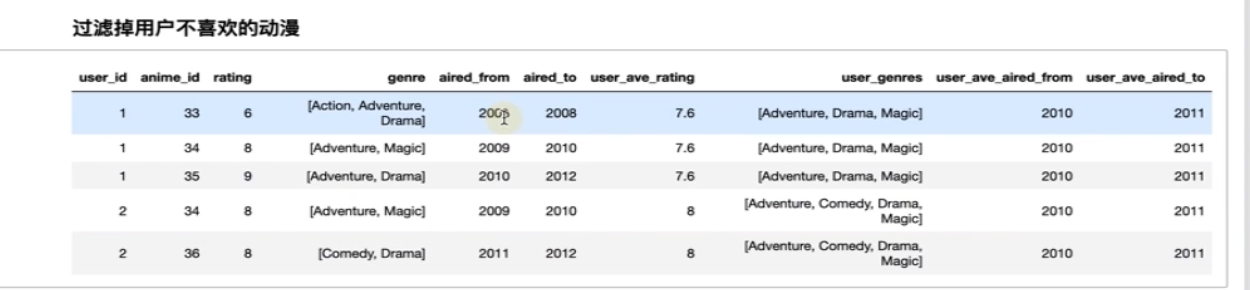 过滤掉用户不喜欢的动漫
user_id anime_id rating genre aired_from aired_to user_ave_rating user_genres user_ave_aired_from user_ave_aired_to
1 33 6 [Action, Adventure, Drama] 2008 7.6 [Adventure, Drama, Magic] 2010 2011
1 34 8 [Adventure, Magic] 2009 2010 7.6 [Adventure, Drama, Magic] 2010 2011
1 35 9 [Adventure, Drama] 2010 2012 7.6 [Adventure, Drama, Magic] 2010 2011
2 34 8 [Adventure, Magic] 2009 2010 8 [Adventure, Comedy, Drama, Magic] 2010 2011
2 36 8 [Comedy, Drama] 2011 2012 8 [Adventure, Comedy, Drama, Magic] 2010 2011